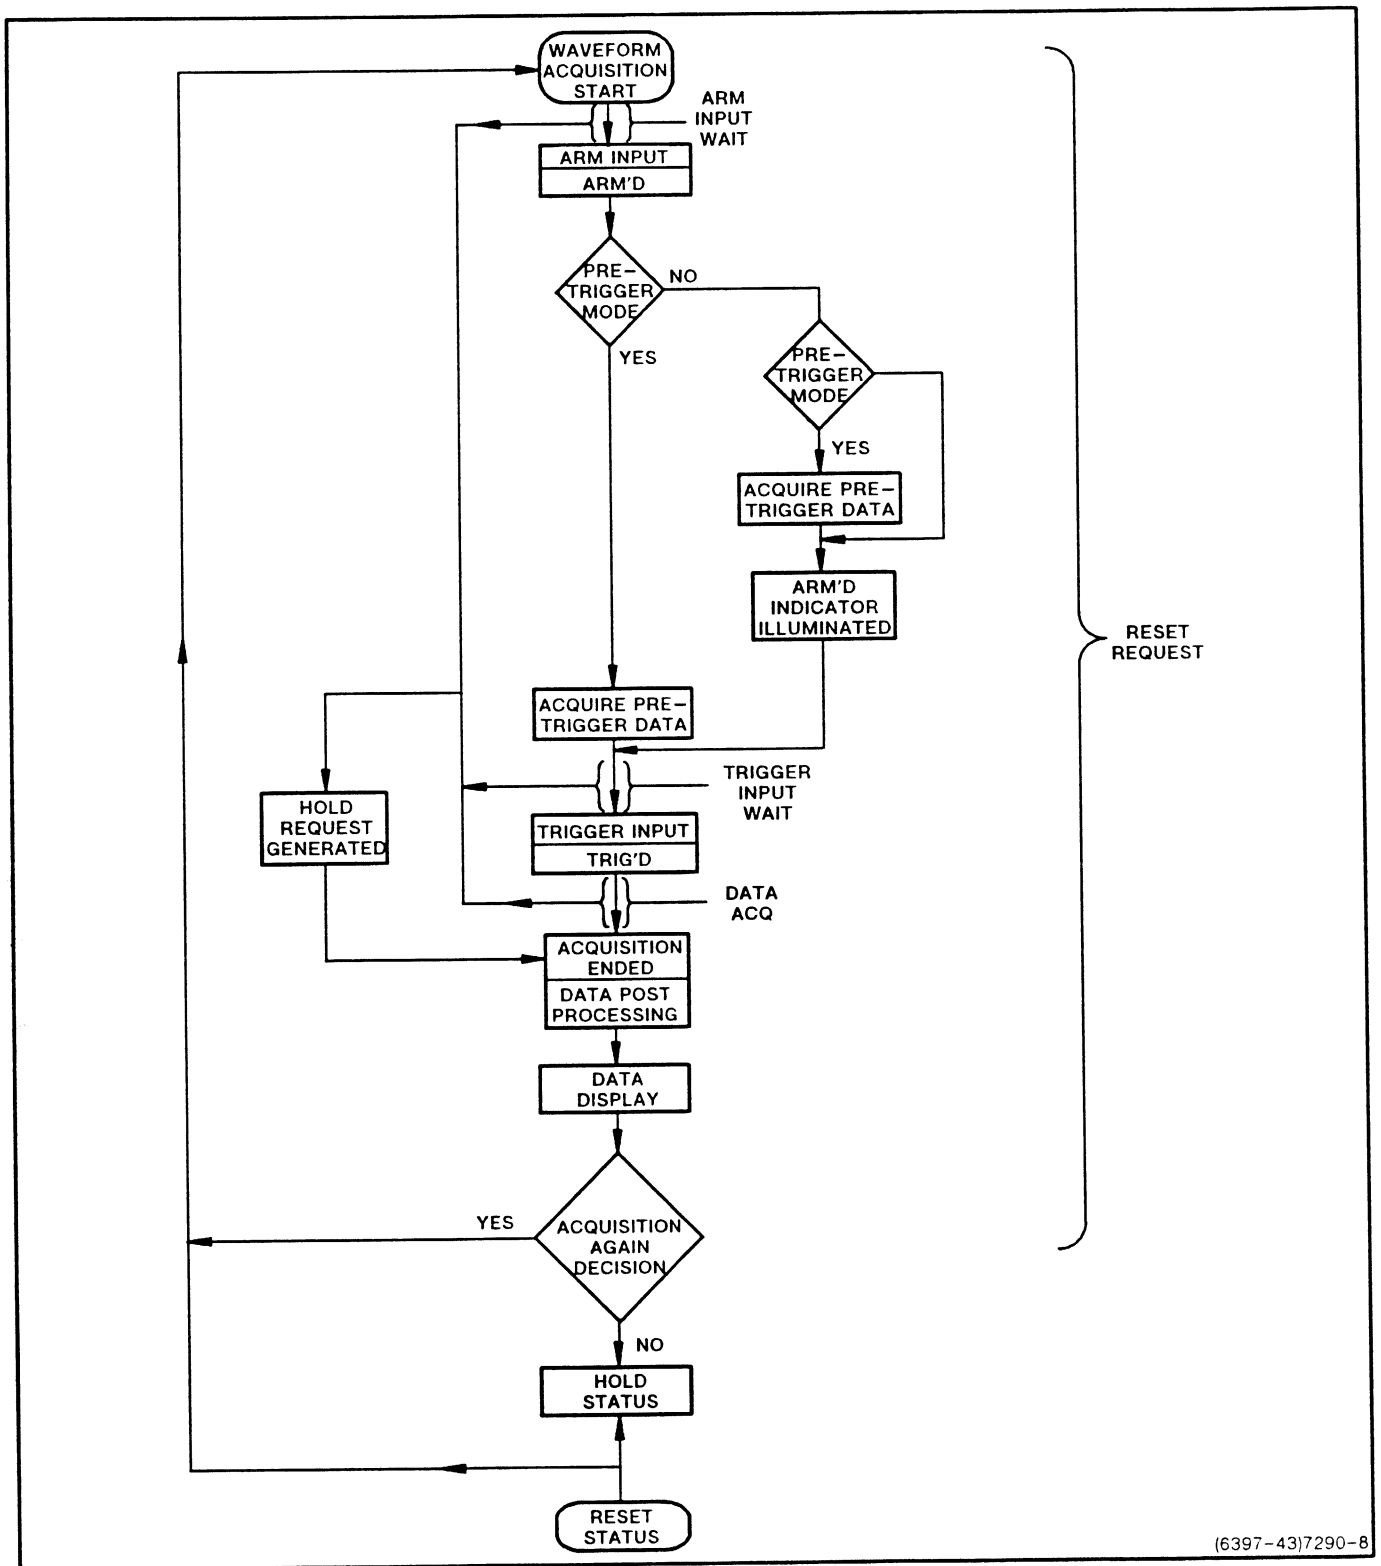 WAVEFORM
ACQUISITION
START
ARM
INPUT
WAIT
ARM INPUT
ARM'D
PRE-
TRIGGER
MODE
NO
YES
PRE-
TRIGGER
MODE
YES
ACQUIRE PRE-
TRIGGER DATA
ARM'D
INDICATOR
ILLUMINATED
RESET
REQUEST
ACQUIRE PRE-
TRIGGER DATA
TRIGGER
INPUT
WAIT
HOLD
REQUEST
GENERATED
TRIGGER INPUT
TRIG'D
DATA
ACQ
ACQUISITION
ENDED
DATA POST
PROCESSING
DATA
DISPLAY
YES
ACQUISITION
AGAIN
DECISION
NO
HOLD
STATUS
RESET
STATUS
(6397-43)7290-8